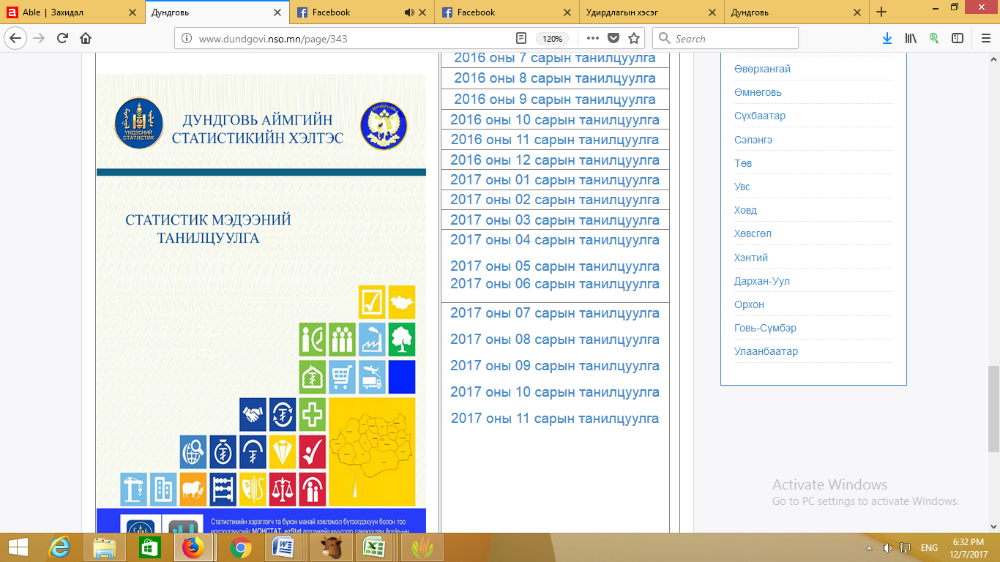 Able | Захидал
Дундговь
Facebook
Facebook
Удирдлагын хэсэг
Дундговь
www.dundgovi.nso.mn/page/343
120%
Search
ДУНДГОВЬ АЙМГИЙН
СТАТИСТИКИЙН ХЭЛТЭС
ҮНДЭСНИЙ
СТАТИСТИК
ДУНДГОВЬ
СТАТИСТИК МЭДЭЭНИЙ
ТАНИЛЦУУЛГА
Статистикийн хэрэглэгч та бүхэн манай хэвлэмэл бүтээгдэхүүн болон тоо
2016 оны 7 сарын танилцуулга
2016 оны 8 сарын танилцуулга
2016 оны 9 сарын танилцуулга
2016 оны 10 сарын танилцуулга
2016 оны 11 сарын танилцуулга
2016 оны 12 сарын танилцуулга
2017 оны 01 сарын танилцуулга
2017 оны 02 сарын танилцуулга
2017 оны 03 сарын танилцуулга
2017 оны 04 сарын танилцуулга
2017 оны 05 сарын танилцуулга
2017 оны 06 сарын танилцуулга
2017 оны 07 сарын танилцуулга
2017 оны 08 сарын танилцуулга
2017 оны 09 сарын танилцуулга
2017 оны 10 сарын танилцуулга
2017 оны 11 сарын танилцуулга
Өвөрхангай
Өмнөговь
Сүхбаатар
Сэлэнгэ
Төв
Увс
Ховд
Хөвсгөл
Хэнтий
Дархан-Уул
Орхон
Говь-Сүмбэр
Улаанбаатар
Activate Windows
Go to PC settings to activate Windows.
ENG
6:32 PM
12/7/2017